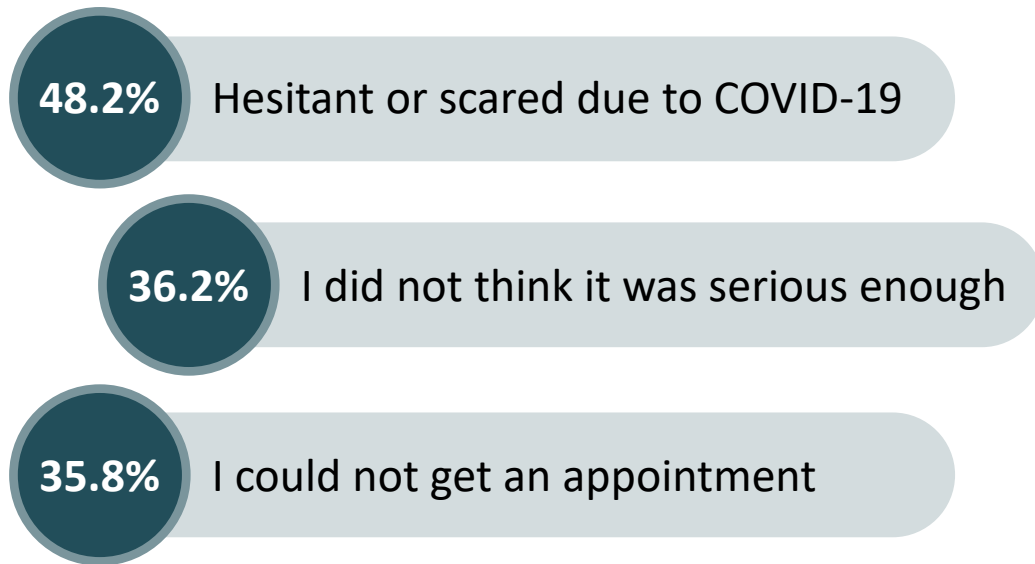 48.2% Hesitant or scared due to COVID-19
36.2% I did not think it was serious enough
35.8% I could not get an appointment